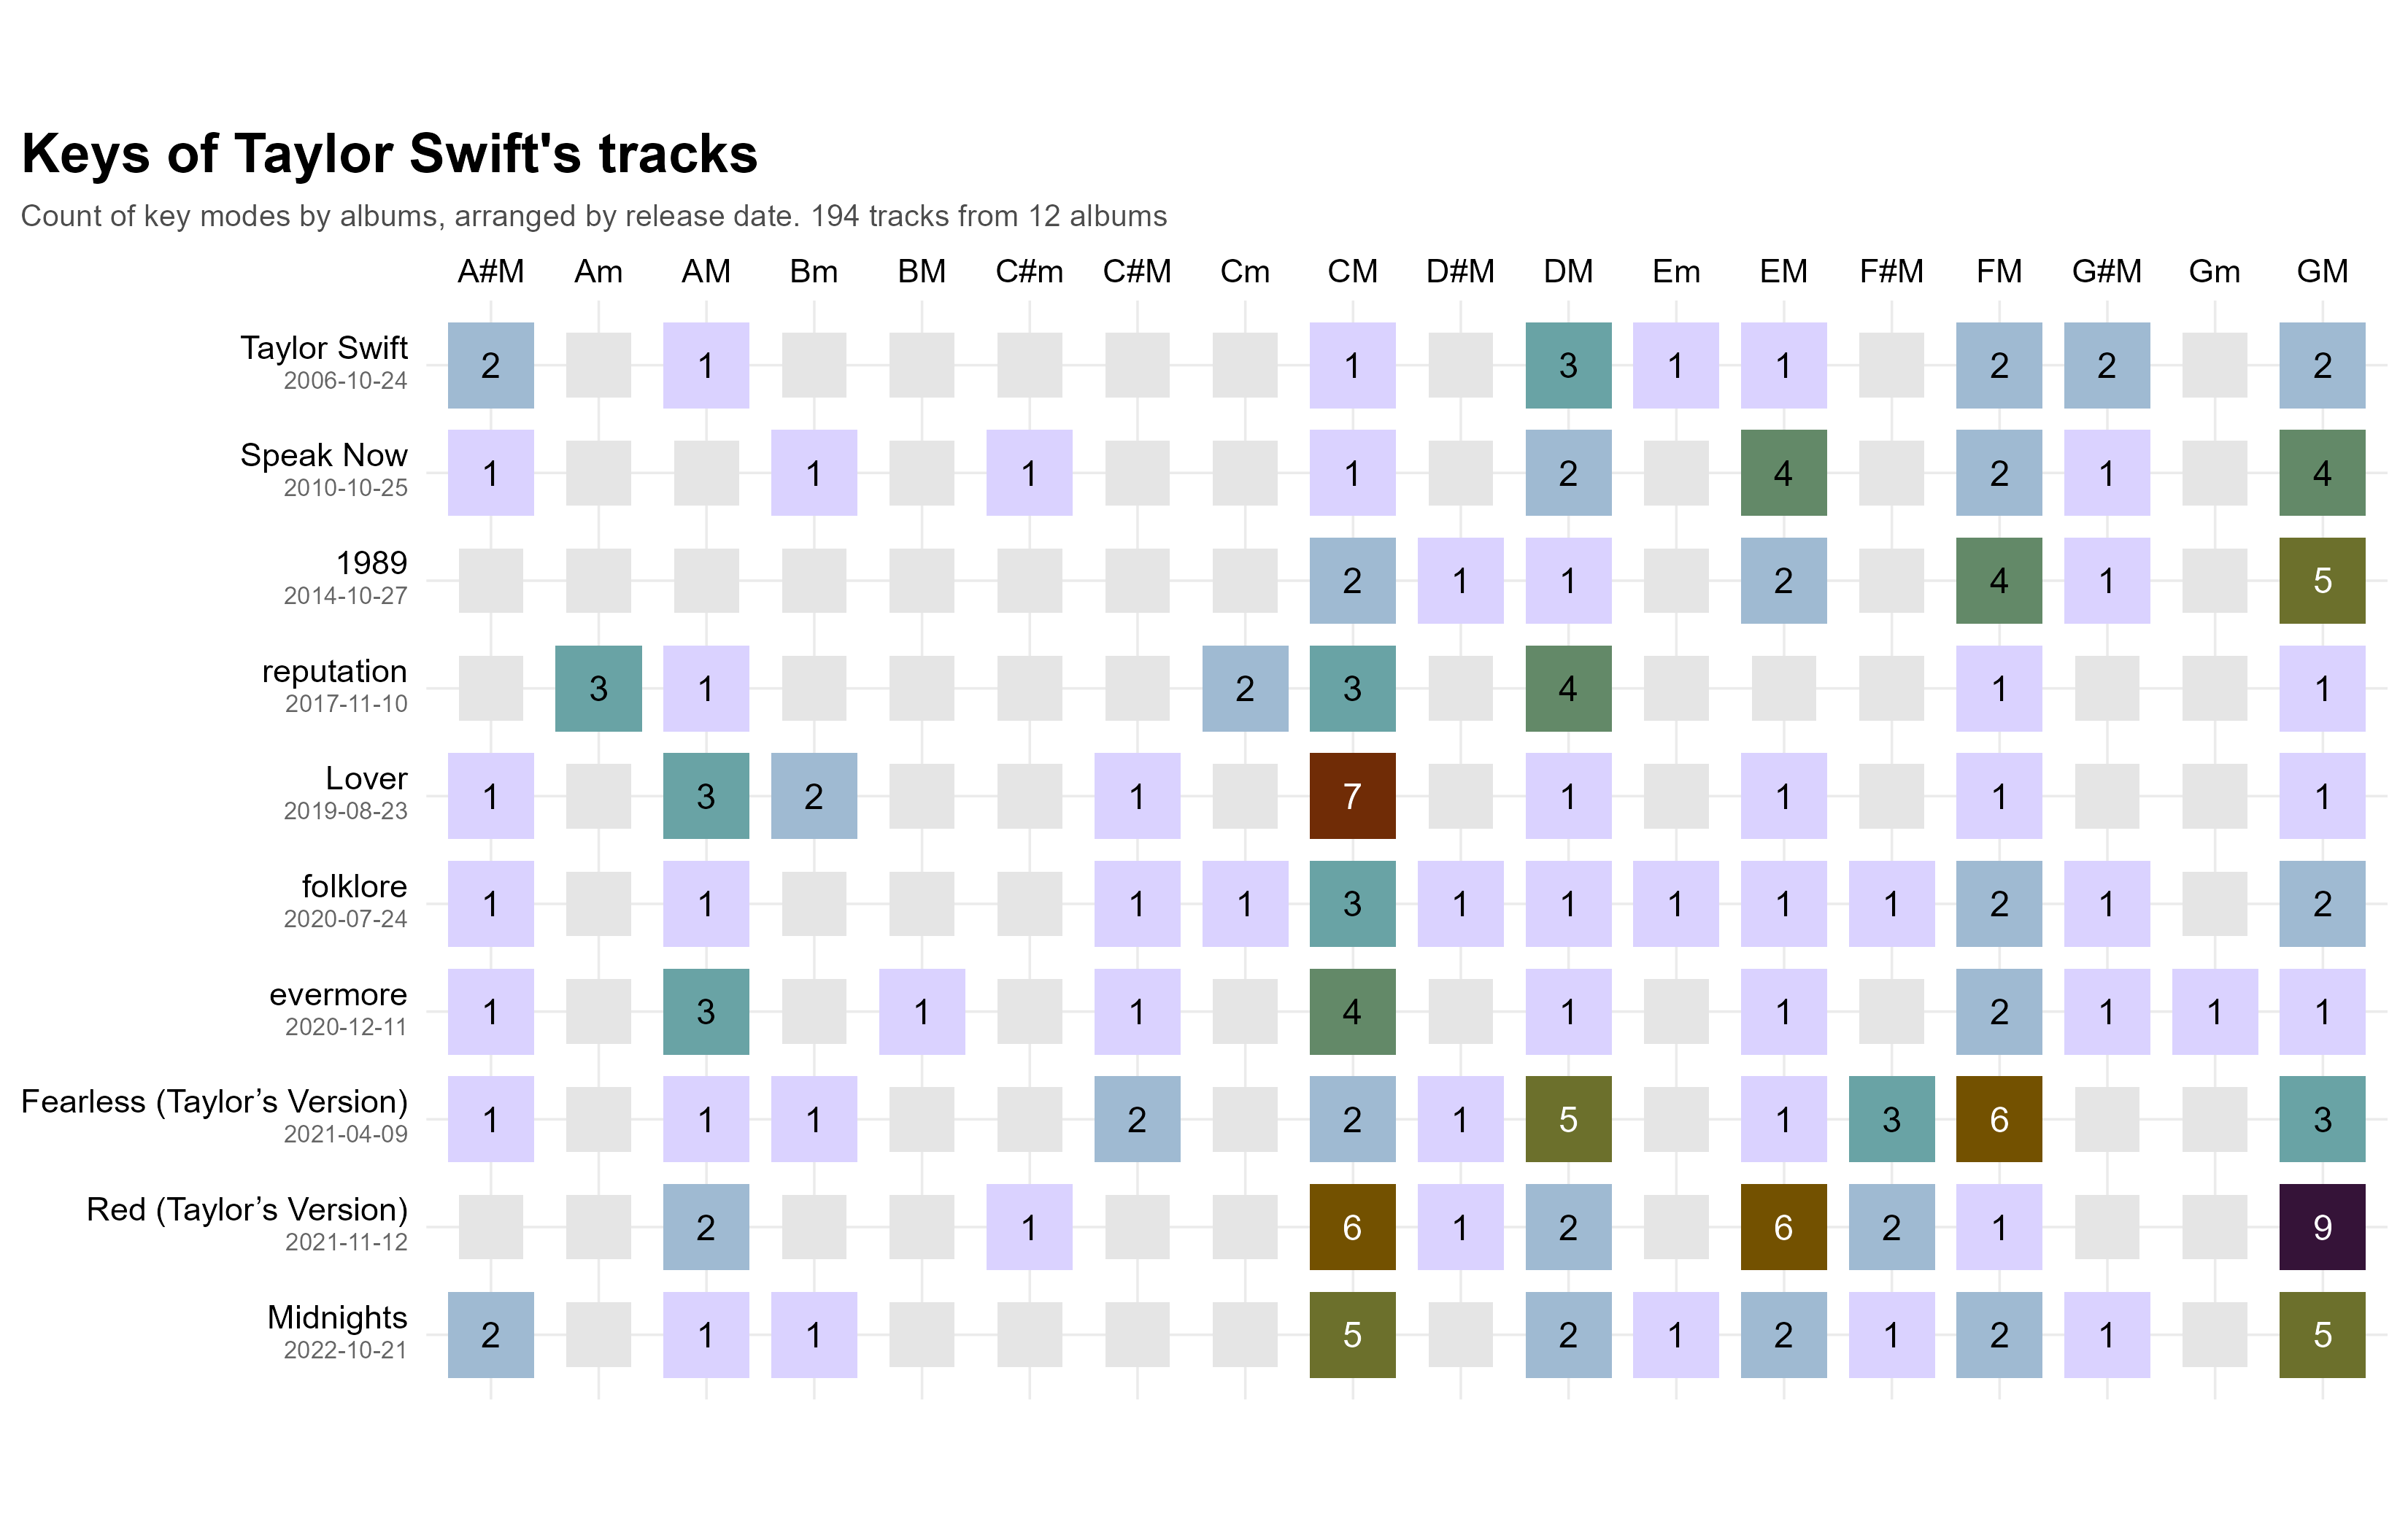 Keys of Taylor Swift's tracks
Count of key modes by albums, arranged by release date. 194 tracks from 12 albums
A#M Am AM Bm BM C#m C#M Cm CM D#M DM Em EM F#M FM G#M Gm GM
Taylor Swift 2 1 1 3 1 1 2 2 2
2006-10-24
Speak Now 1 1 1 1 2 4 2 1 4
2010-10-25
1989 2 1 1 2 4 1 5
2014-10-27
reputation 3 1 2 3 4 1 1
2017-11-10
Lover 1 3 2 1 7 1 1 1 1
2019-08-23
folklore 1 1 1 1 3 1 1 1 1 1 2 1 2
2020-07-24
evermore 1 3 1 1 4 1 1 2 1 1 1
2020-12-11
Fearless (Taylor’s Version) 1 1 1 2 2 1 5 1 3 6 3
2021-04-09
Red (Taylor’s Version) 2 1 6 1 2 6 2 1 9
2021-11-12
Midnights 2 1 1 5 2 1 2 1 2 1 5
2022-10-21